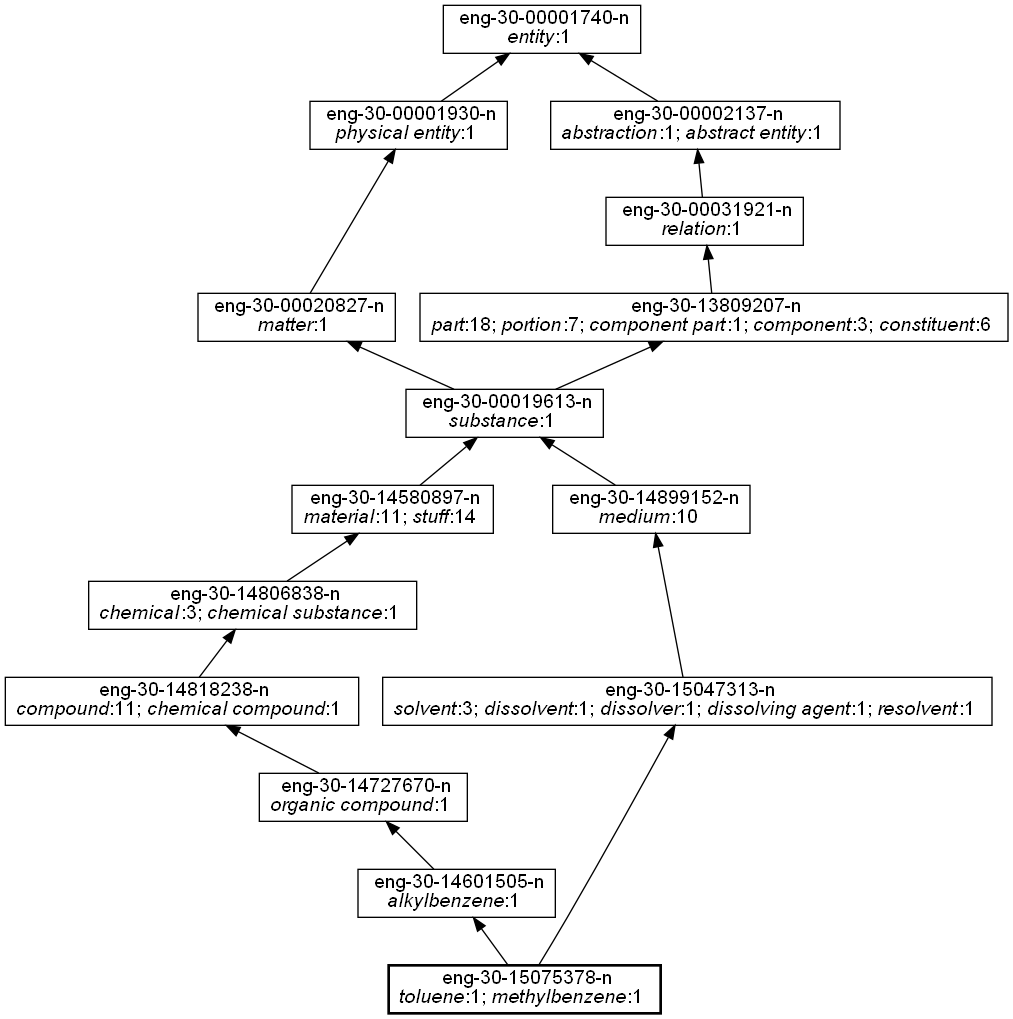 eng-30-00001740-n
entity:1
eng-30-00001930-n
physical entity:1
eng-30-00002137-n
abstraction:1; abstract entity:1
eng-30-00031921-n
relation:1
eng-30-00020827-n
matter:1
eng-30-13809207-n
part:18; portion:7; component part:1; component:3; constituent:6
eng-30-00019613-n
substance:1
eng-30-14580897-n
material:11; stuff:14
eng-30-14899152-n
medium:10
eng-30-14806838-n
chemical:3; chemical substance:1
eng-30-14818238-n
compound:11; chemical compound:1
eng-30-15047313-n
solvent:3; dissolvent:1; dissolver:1; dissolving agent:1; resolvent:1
eng-30-14727670-n
organic compound:1
eng-30-14601505-n
alkylbenzene:1
eng-30-15075378-n
toluene:1; methylbenzene:1